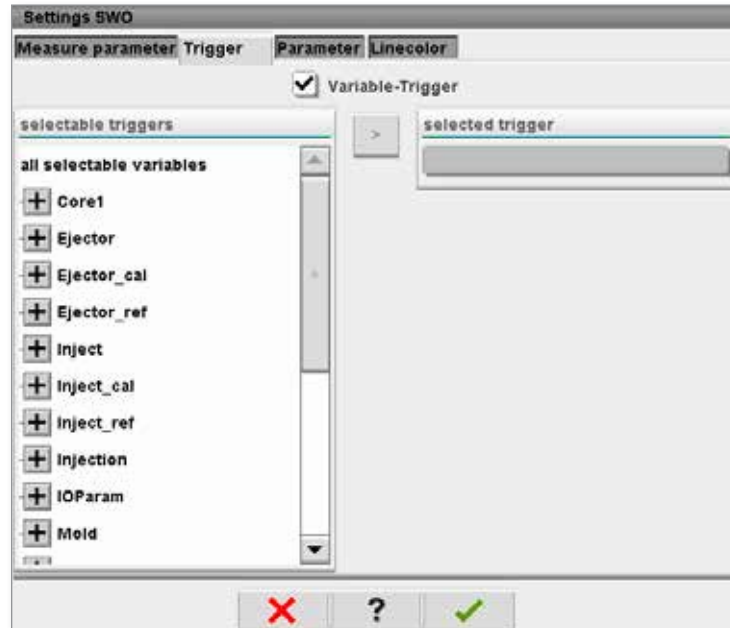 Settings SWO
Measure parameter Trigger Parameter Linecolor
Variable-Trigger
selectable triggers
>
selected trigger
all selectable variables
+ Core1
+ Ejector
+ Ejector_cal
+ Ejector_ref
+ Inject
+ Inject_cal
+ Inject_ref
+ Injection
+ IOParam
+ Mold
?